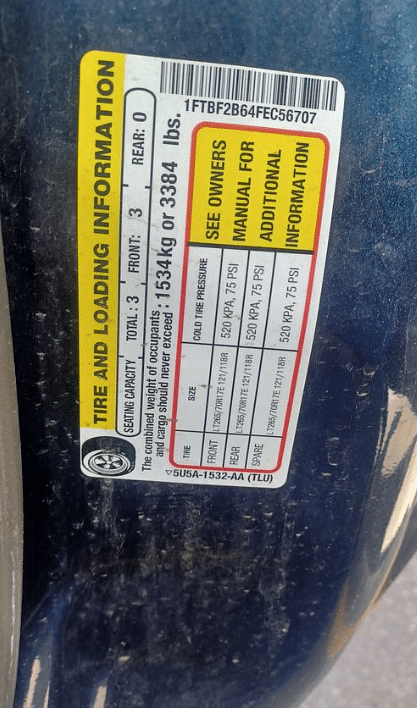 TIRE AND LOADING INFORMATION
SEATING CAPACITY TOTAL : 3 FRONT: 3 REAR: 0
The combined weight of occupants
and cargo should never exceed : 1534kg or 3384 lbs.
TIRE SIZE COLD TIRE PRESSURE
FRONT LT265/70R17E 121/118R 520 KPA, 75 PSI
REAR LT265/70R17E 121/118R 520 KPA, 75 PSI
SPARE LT265/70R17E 121/118R 520 KPA, 75 PSI
SEE OWNERS
MANUAL FOR
ADDITIONAL
INFORMATION
▽5U5A-1532-AA (TLU)
1FTBF2B64FEC56707